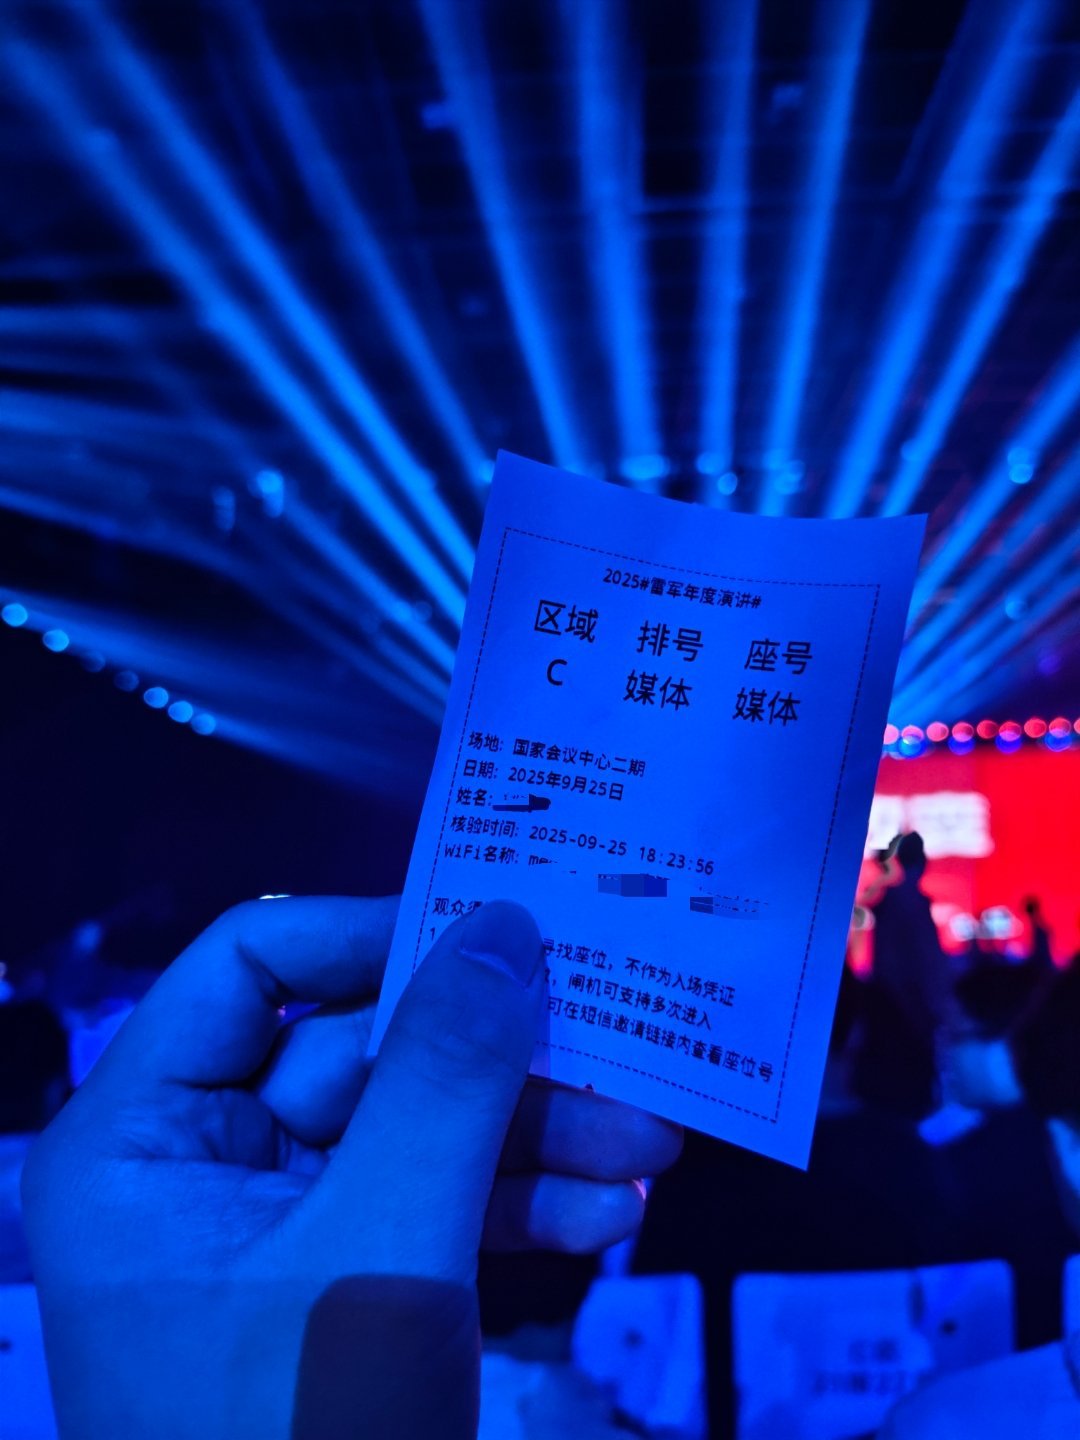 2025#雷军年度演讲#
区域 排号 座号
C 媒体 媒体
场地: 国家会议中心二期
日期: 2025年9月25日
姓名:
核验时间: 2025-09-25 18:23:56
WiFi名称:
观众
1
寻找座位，不作为入场凭证
，闸机可支持多次进入
可在短信邀请链接内查看座位号